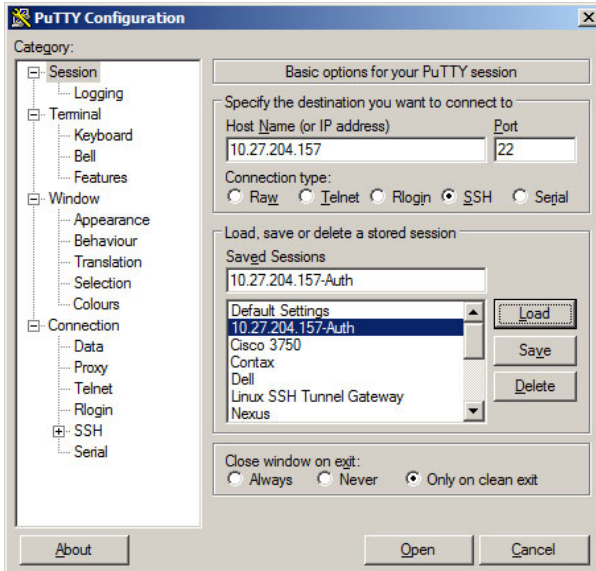 PuTTY Configuration
Category:
Session
Logging
Terminal
Keyboard
Bell
Features
Window
Appearance
Behaviour
Translation
Selection
Colours
Connection
Data
Proxy
Telnet
Rlogin
SSH
Serial
Basic options for your PuTTY session
Specify the destination you want to connect to
Host Name (or IP address) Port
10.27.204.157 22
Connection type:
Raw Telnet Rlogin SSH Serial
Load, save or delete a stored session
Saved Sessions
10.27.204.157-Auth
Default Settings
10.27.204.157-Auth
Cisco 3750
Contax
Dell
Linux SSH Tunnel Gateway
Nexus
Load
Save
Delete
Close window on exit:
Always Never Only on clean exit
About Open Cancel